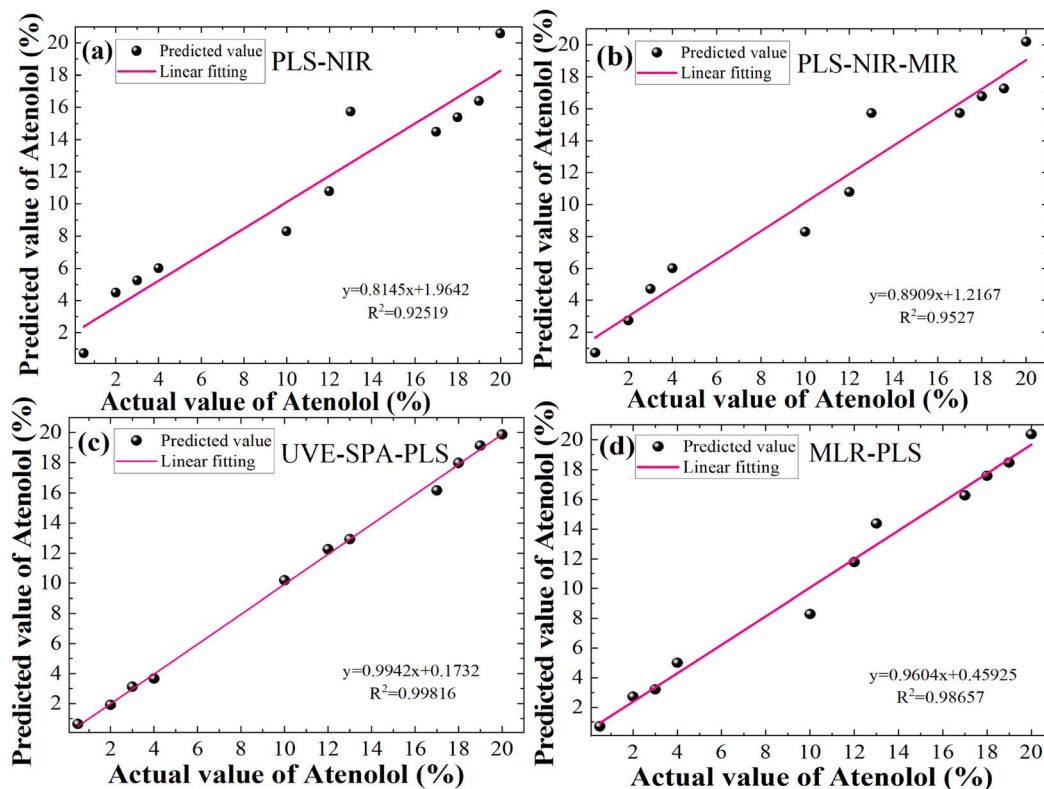 (a)
Predicted value
Linear fitting
PLS-NIR
Predicted value of Atenolol (%)
20
18
16
14
12
10
8
6
4
2
y=0.8145x+1.9642
R²=0.92519
2 4 6 8 10 12 14 16 18 20
Actual value of Atenolol (%)
(b)
Predicted value
Linear fitting
PLS-NIR-MIR
Predicted value of Atenolol (%)
20
18
16
14
12
10
8
6
4
2
y=0.8909x+1.2167
R²=0.9527
2 4 6 8 10 12 14 16 18 20
Actual value of Atenolol (%)
(c)
Predicted value
Linear fitting
UVE-SPA-PLS
Predicted value of Atenolol (%)
20
18
16
14
12
10
8
6
4
2
y=0.9942x+0.1732
R²=0.99816
2 4 6 8 10 12 14 16 18 20
Actual value of Atenolol (%)
(d)
Predicted value
Linear fitting
MLR-PLS
Predicted value of Atenolol (%)
20
18
16
14
12
10
8
6
4
2
y=0.9604x+0.45925
R²=0.98657
2 4 6 8 10 12 14 16 18 20
Actual value of Atenolol (%)